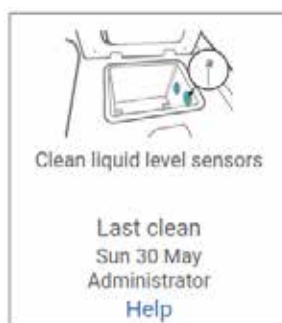 Clean liquid level sensors
Last clean
Sun 30 May
Administrator
Help